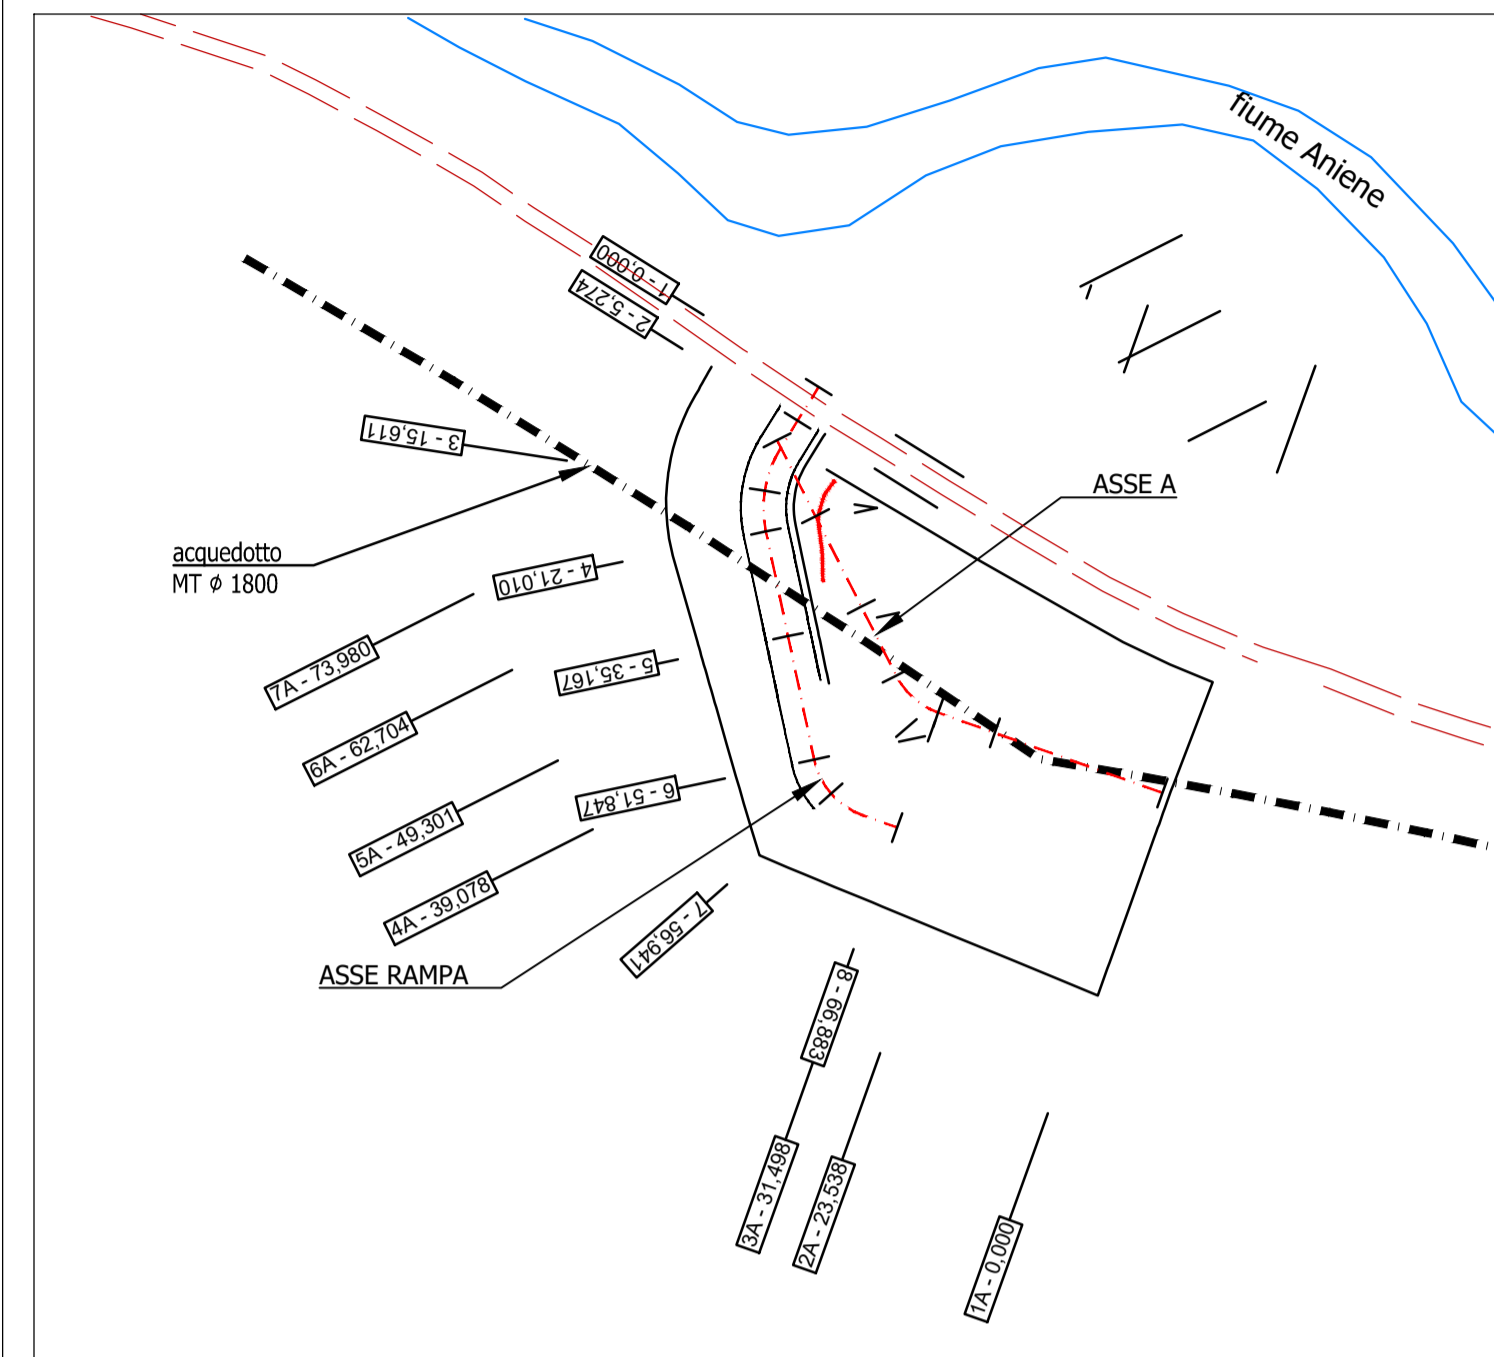 fiume Aniene
1 - 0,000
2 - 5,274
3 - 15,611
ASSE A
acquedotto
MT ϕ 1800
4 - 21,010
7A - 73,980
5 - 35,167
6A - 62,704
6 - 51,847
5A - 49,301
4A - 39,078
7 - 56,941
ASSE RAMPA
8 - 66,883
3A - 31,498
2A - 23,538
1A - 0,000